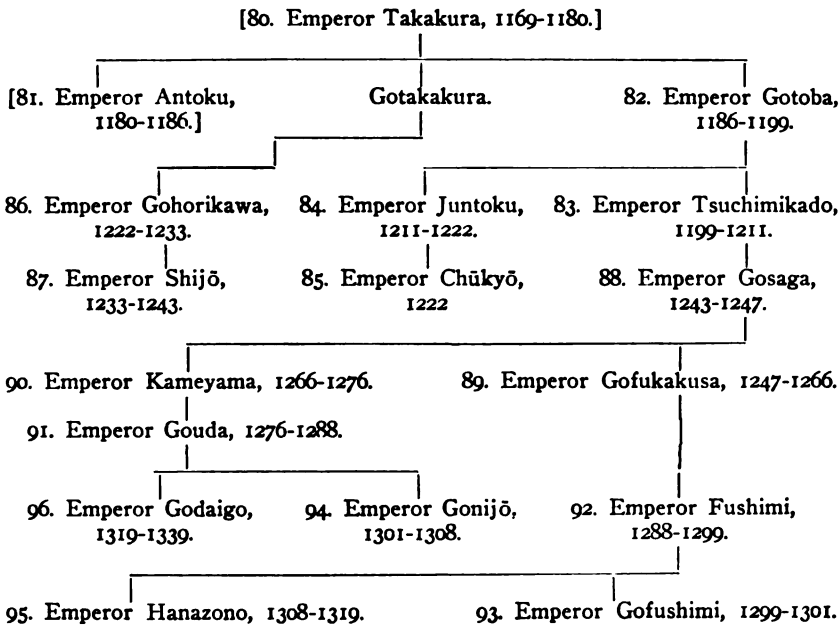 [80. Emperor Takakura, 1169-1180.]
[81. Emperor Antoku, 1180-1186.]
Gotakakura.
82. Emperor Gotoba, 1186-1199.
86. Emperor Gohorikawa, 1222-1233.
84. Emperor Juntoku, 1211-1222.
83. Emperor Tsuchimikado, 1199-1211.
87. Emperor Shijō, 1233-1243.
85. Emperor Chūkyō, 1222
88. Emperor Gosaga, 1243-1247.
90. Emperor Kameyama, 1266-1276.
89. Emperor Gofukakusa, 1247-1266.
91. Emperor Gouda, 1276-1288.
96. Emperor Godaigo, 1319-1339.
94. Emperor Gonijō, 1301-1308.
92. Emperor Fushimi, 1288-1299.
95. Emperor Hanazono, 1308-1319.
93. Emperor Gofushimi, 1299-1301.